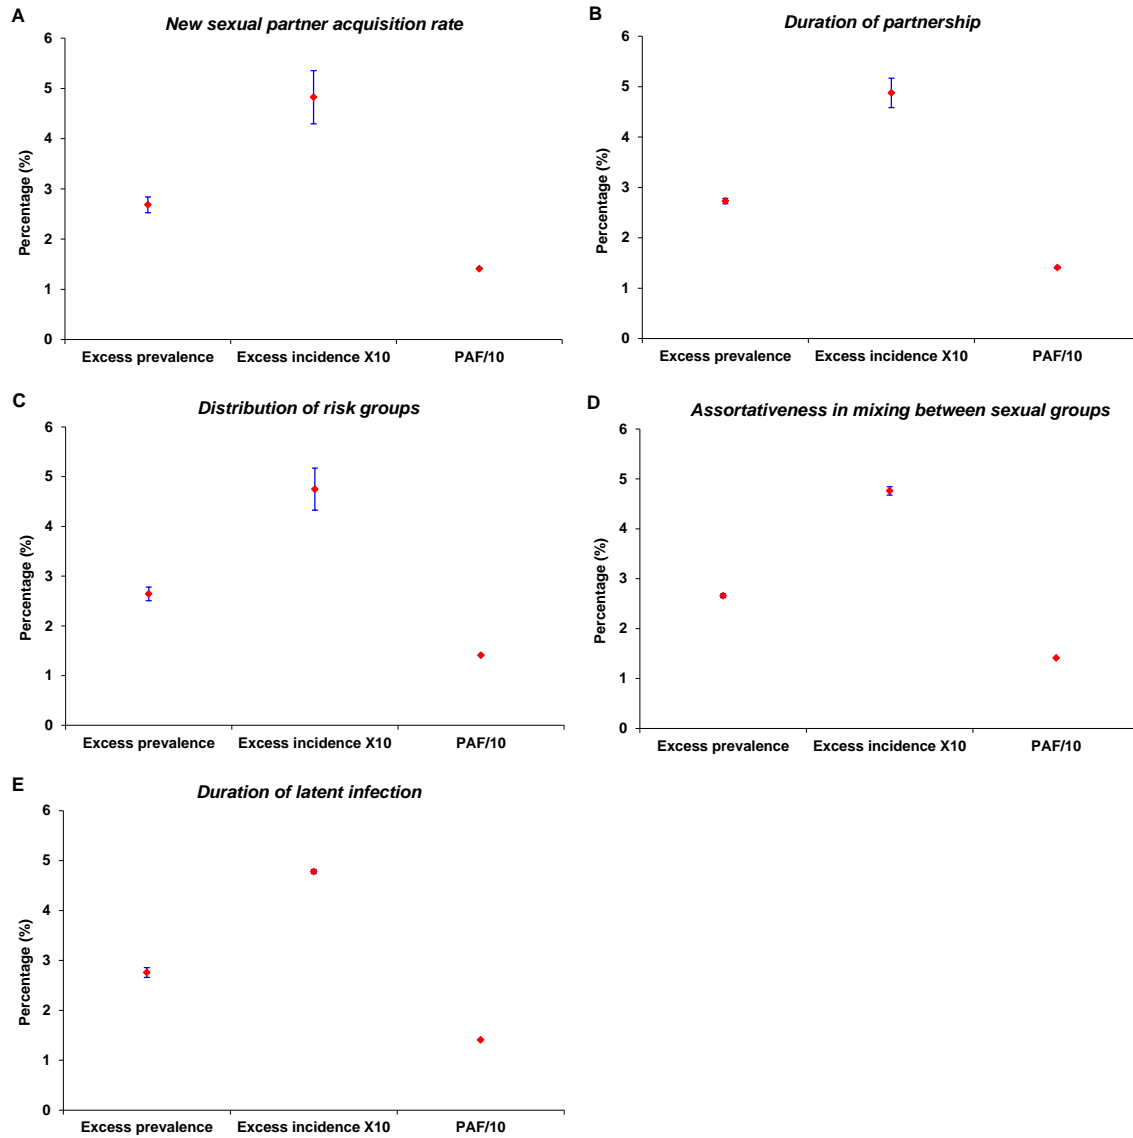 A
New sexual partner acquisition rate
Percentage (%)
6
5
4
3
2
1
0
Excess prevalence Excess incidence X10 PAF/10
B
Duration of partnership
Percentage (%)
6
5
4
3
2
1
0
Excess prevalence Excess incidence X10 PAF/10
C
Distribution of risk groups
Percentage (%)
6
5
4
3
2
1
0
Excess prevalence Excess incidence X10 PAF/10
D
Assortativeness in mixing between sexual groups
Percentage (%)
6
5
4
3
2
1
0
Excess prevalence Excess incidence X10 PAF/10
E
Duration of latent infection
Percentage (%)
6
5
4
3
2
1
0
Excess prevalence Excess incidence X10 PAF/10